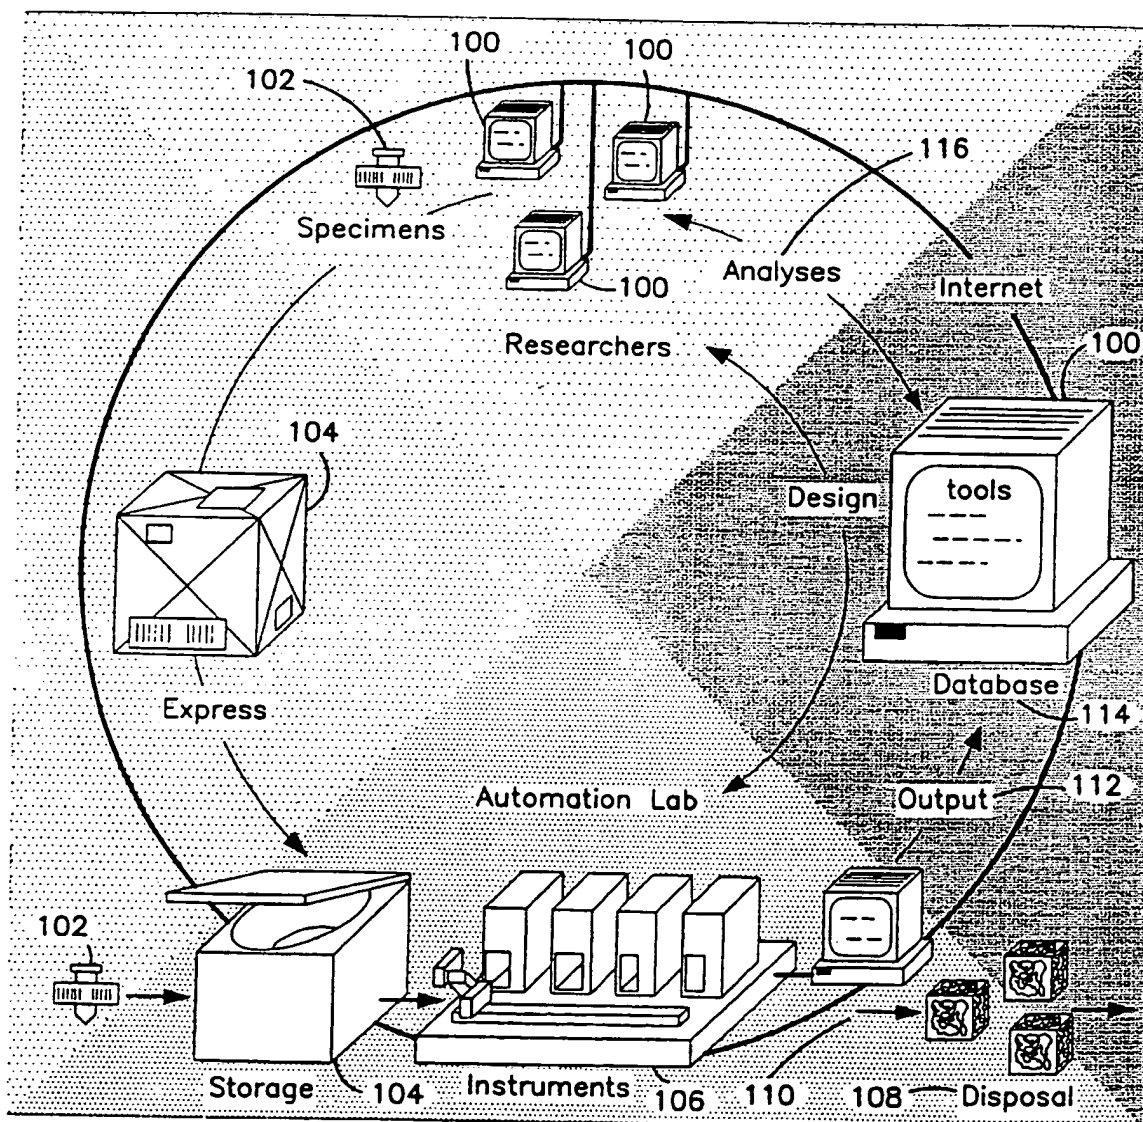 100
100
102
116
Specimens
100
Analyses
Internet
Researchers
100
104
Design
tools
Express
Database
114
Automation Lab
Output
112
102
Storage
104
Instruments
106
110
108
Disposal